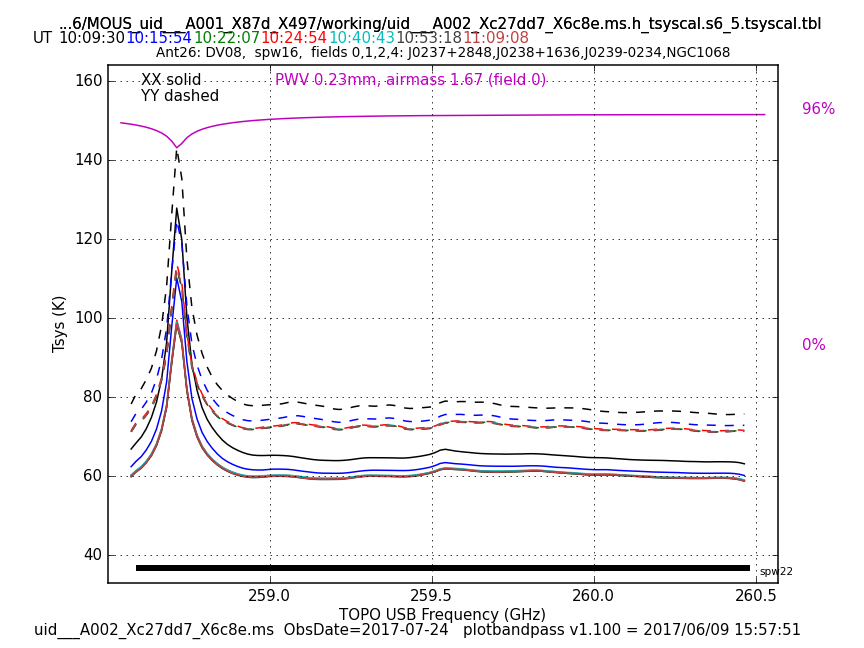 ...6/MOUS_uid___A001_X87d_X497/working/uid___A002_Xc27dd7_X6c8e.ms.h_tsyscal.s6_5.tsyscal.tbl
UT 10:09:30 10:15:54 10:22:07 10:24:54 10:40:43 10:53:18 11:09:08
Ant26: DV08,  spw16,  fields 0,1,2,4: J0237+2848,J0238+1636,J0239-0234,NGC1068
XX solid
YY dashed
PWV 0.23mm, airmass 1.67 (field 0)
96%
0%
160
140
120
100
80
60
40
Tsys (K)
spw22
259.0 259.5 260.0 260.5
TOPO USB Frequency (GHz)
uid___A002_Xc27dd7_X6c8e.ms  ObsDate=2017-07-24   plotbandpass v1.100 = 2017/06/09 15:57:51